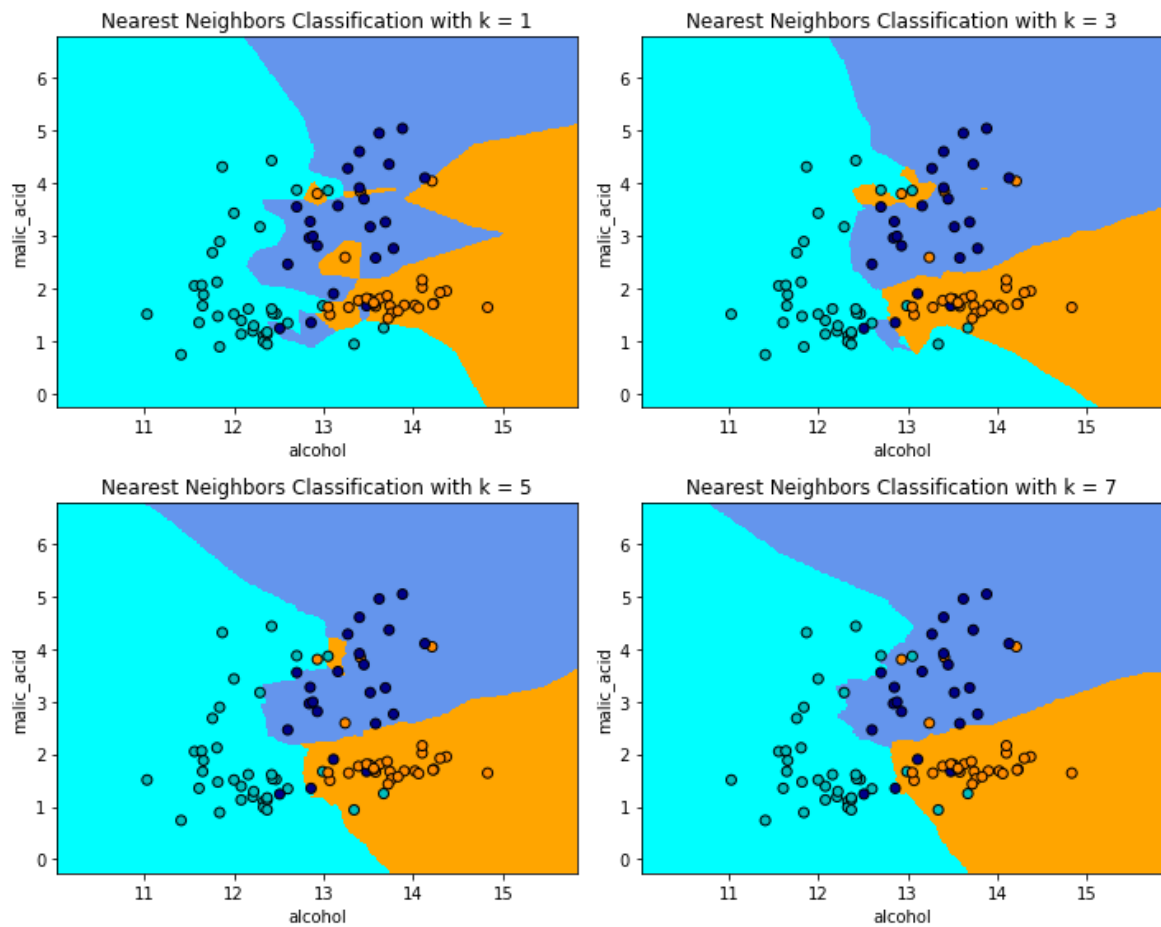 Nearest Neighbors Classification with k = 1
6
5
4
3
2
1
0
malic_acid
11 12 13 14 15
alcohol
Nearest Neighbors Classification with k = 3
6
5
4
3
2
1
0
malic_acid
11 12 13 14 15
alcohol
Nearest Neighbors Classification with k = 5
6
5
4
3
2
1
0
malic_acid
11 12 13 14 15
alcohol
Nearest Neighbors Classification with k = 7
6
5
4
3
2
1
0
malic_acid
11 12 13 14 15
alcohol